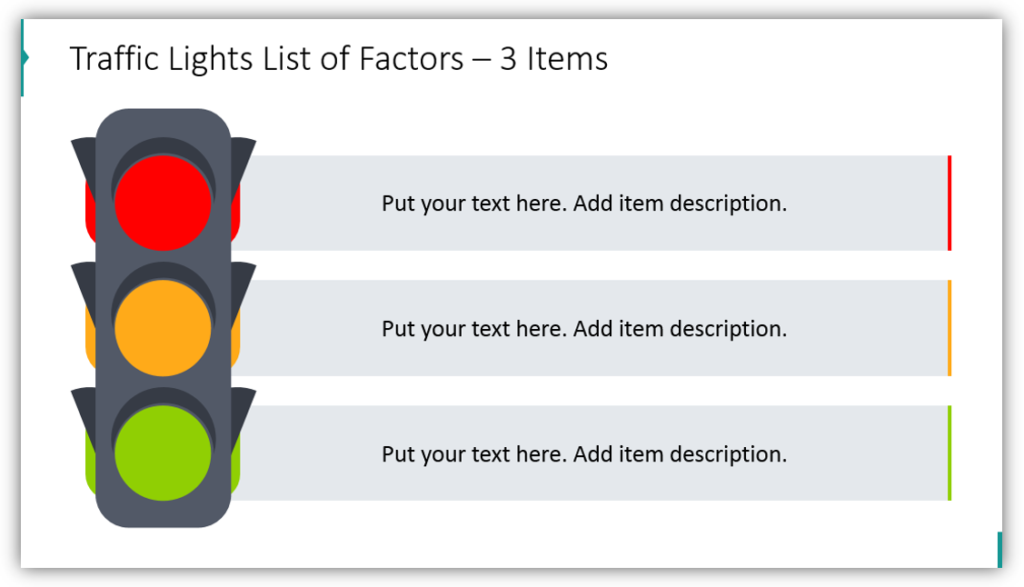 Traffic Lights List of Factors – 3 Items
Put your text here. Add item description.
Put your text here. Add item description.
Put your text here. Add item description.